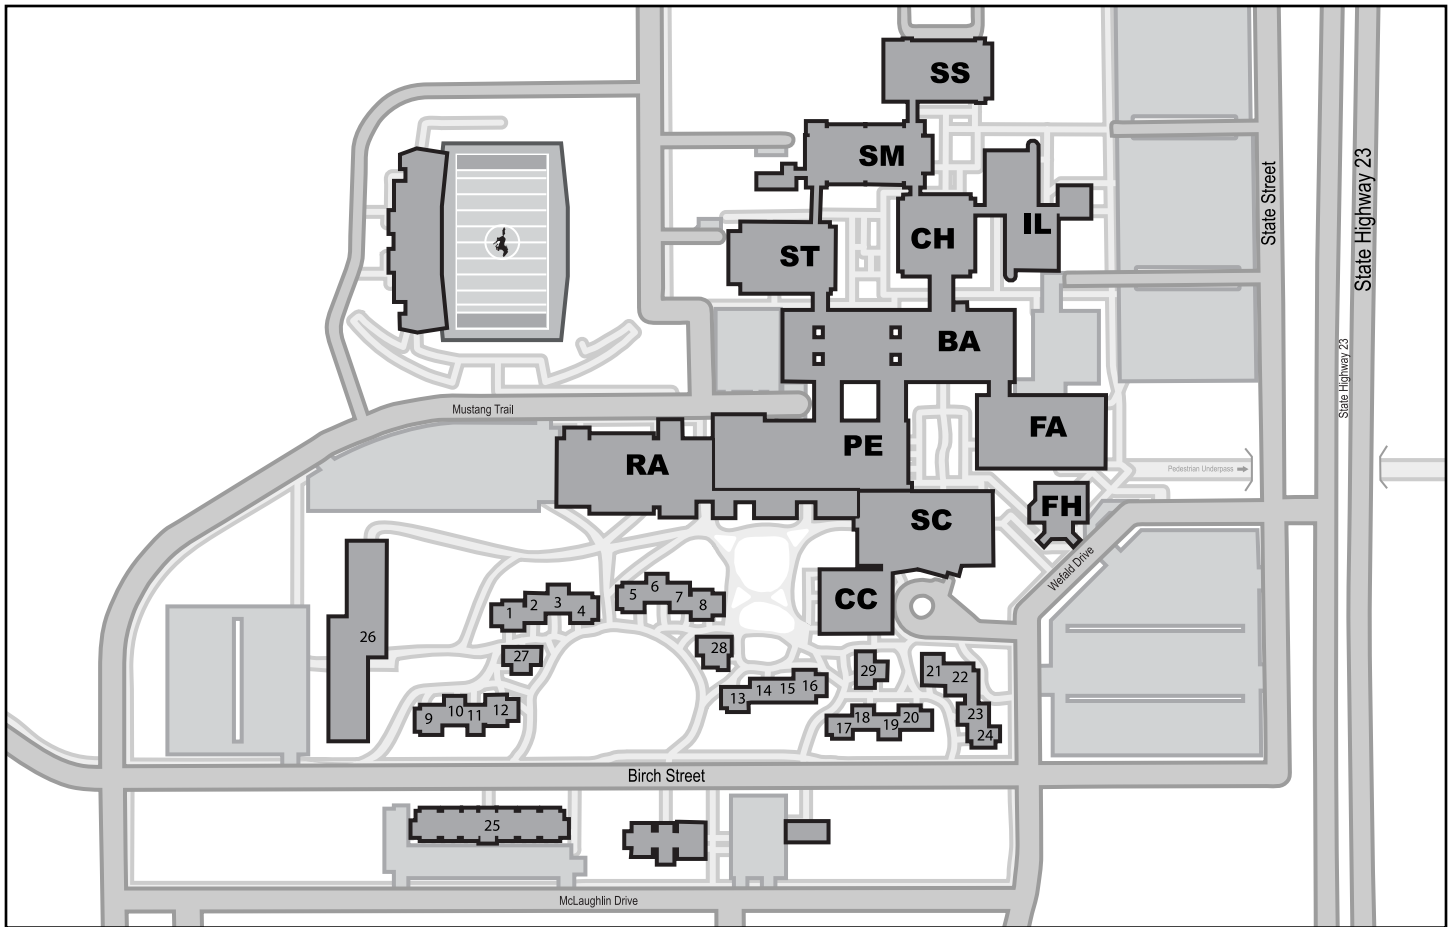 SS
SM
State Street
State Highway 23
CH
IL
ST
BA
State Highway 23
Mustang Trail
FA
PE
RA
Pedestrian Underpass
FH
SC
Wefald Drive
CC
1
2
3
4
5
6
7
8
26
27
28
29
21
22
13
14
15
16
9
10
11
12
17
18
19
20
23
24
Birch Street
25
McLaughlin Drive